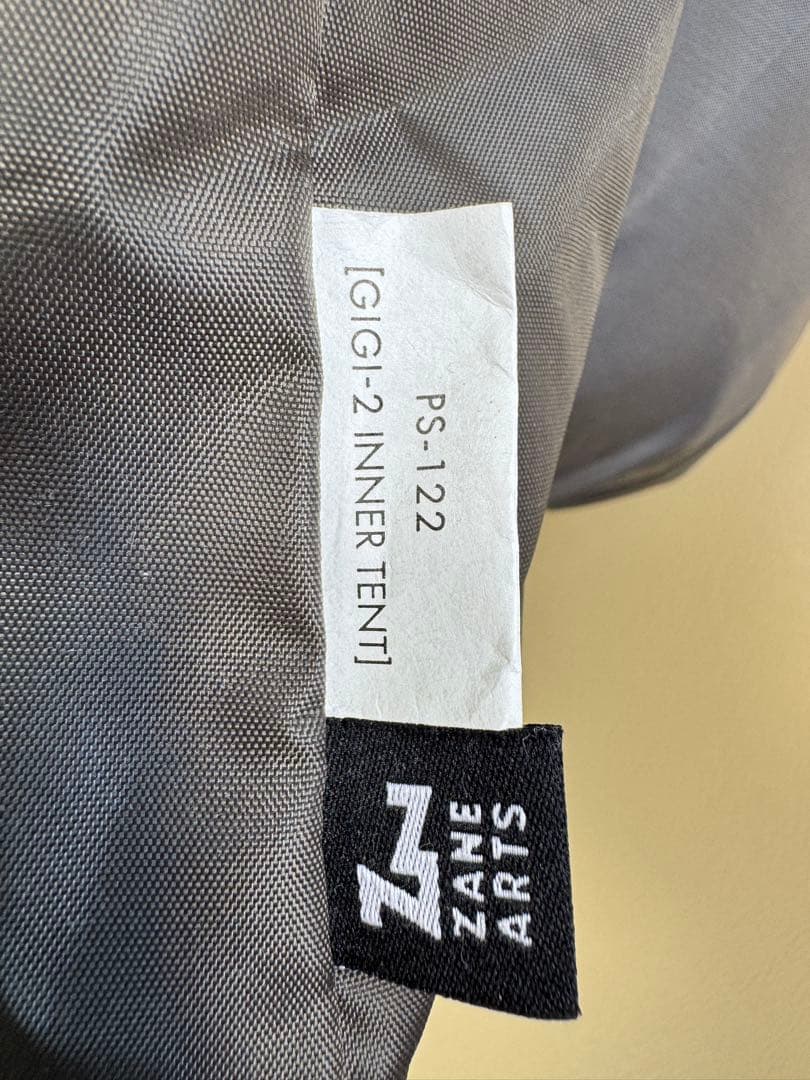 PS-122
[GIGI-2 INNER TENT]
ZANE
ARTS